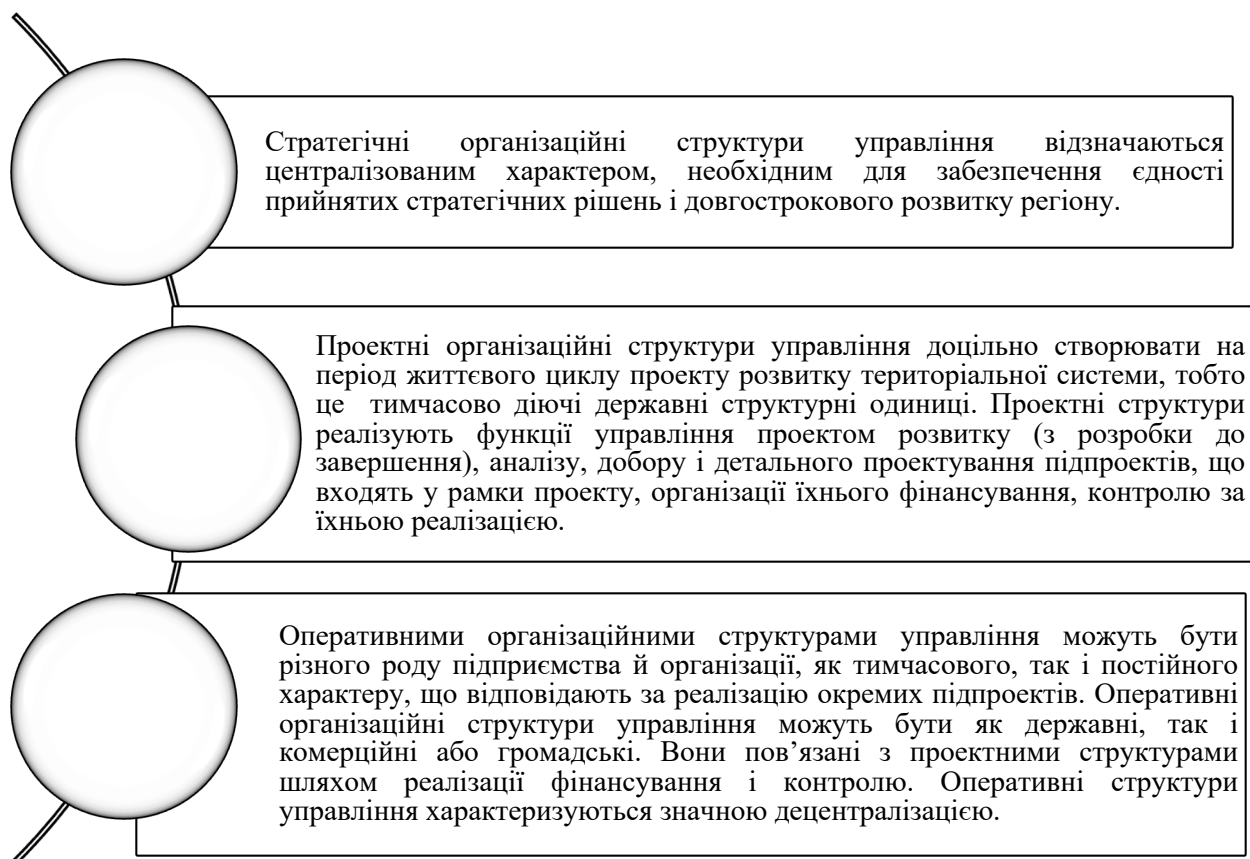 Стратегічні організаційні структури управління відзначаються
централізованим характером, необхідним для забезпечення єдності
прийнятих стратегічних рішень і довгострокового розвитку регіону.
Проектні організаційні структури управління доцільно створювати на
період життєвого циклу проекту розвитку територіальної системи, тобто
це тимчасово діючі державні структурні одиниці. Проектні структури
реалізують функції управління проектом розвитку (з розробки до
завершення), аналізу, добору і детального проектування підпроектів, що
входять у рамки проекту, організації їхнього фінансування, контролю за
їхньою реалізацією.
Оперативними організаційними структурами управління можуть бути
різного роду підприємства й організації, як тимчасового, так і постійного
характеру, що відповідають за реалізацію окремих підпроектів. Оперативні
організаційні структури управління можуть бути як державні, так і
комерційні або громадські. Вони пов’язані з проектними структурами
шляхом реалізації фінансування і контролю. Оперативні структури
управління характеризуються значною децентралізацією.